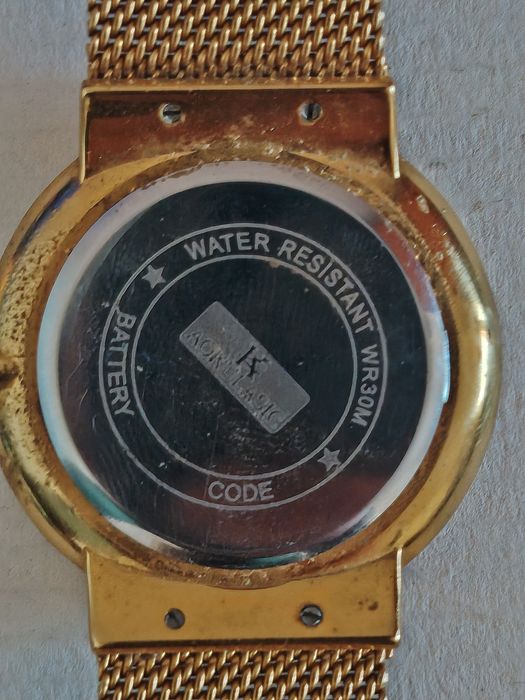 WATER RESISTANT WR30M
BATTERY
CODE